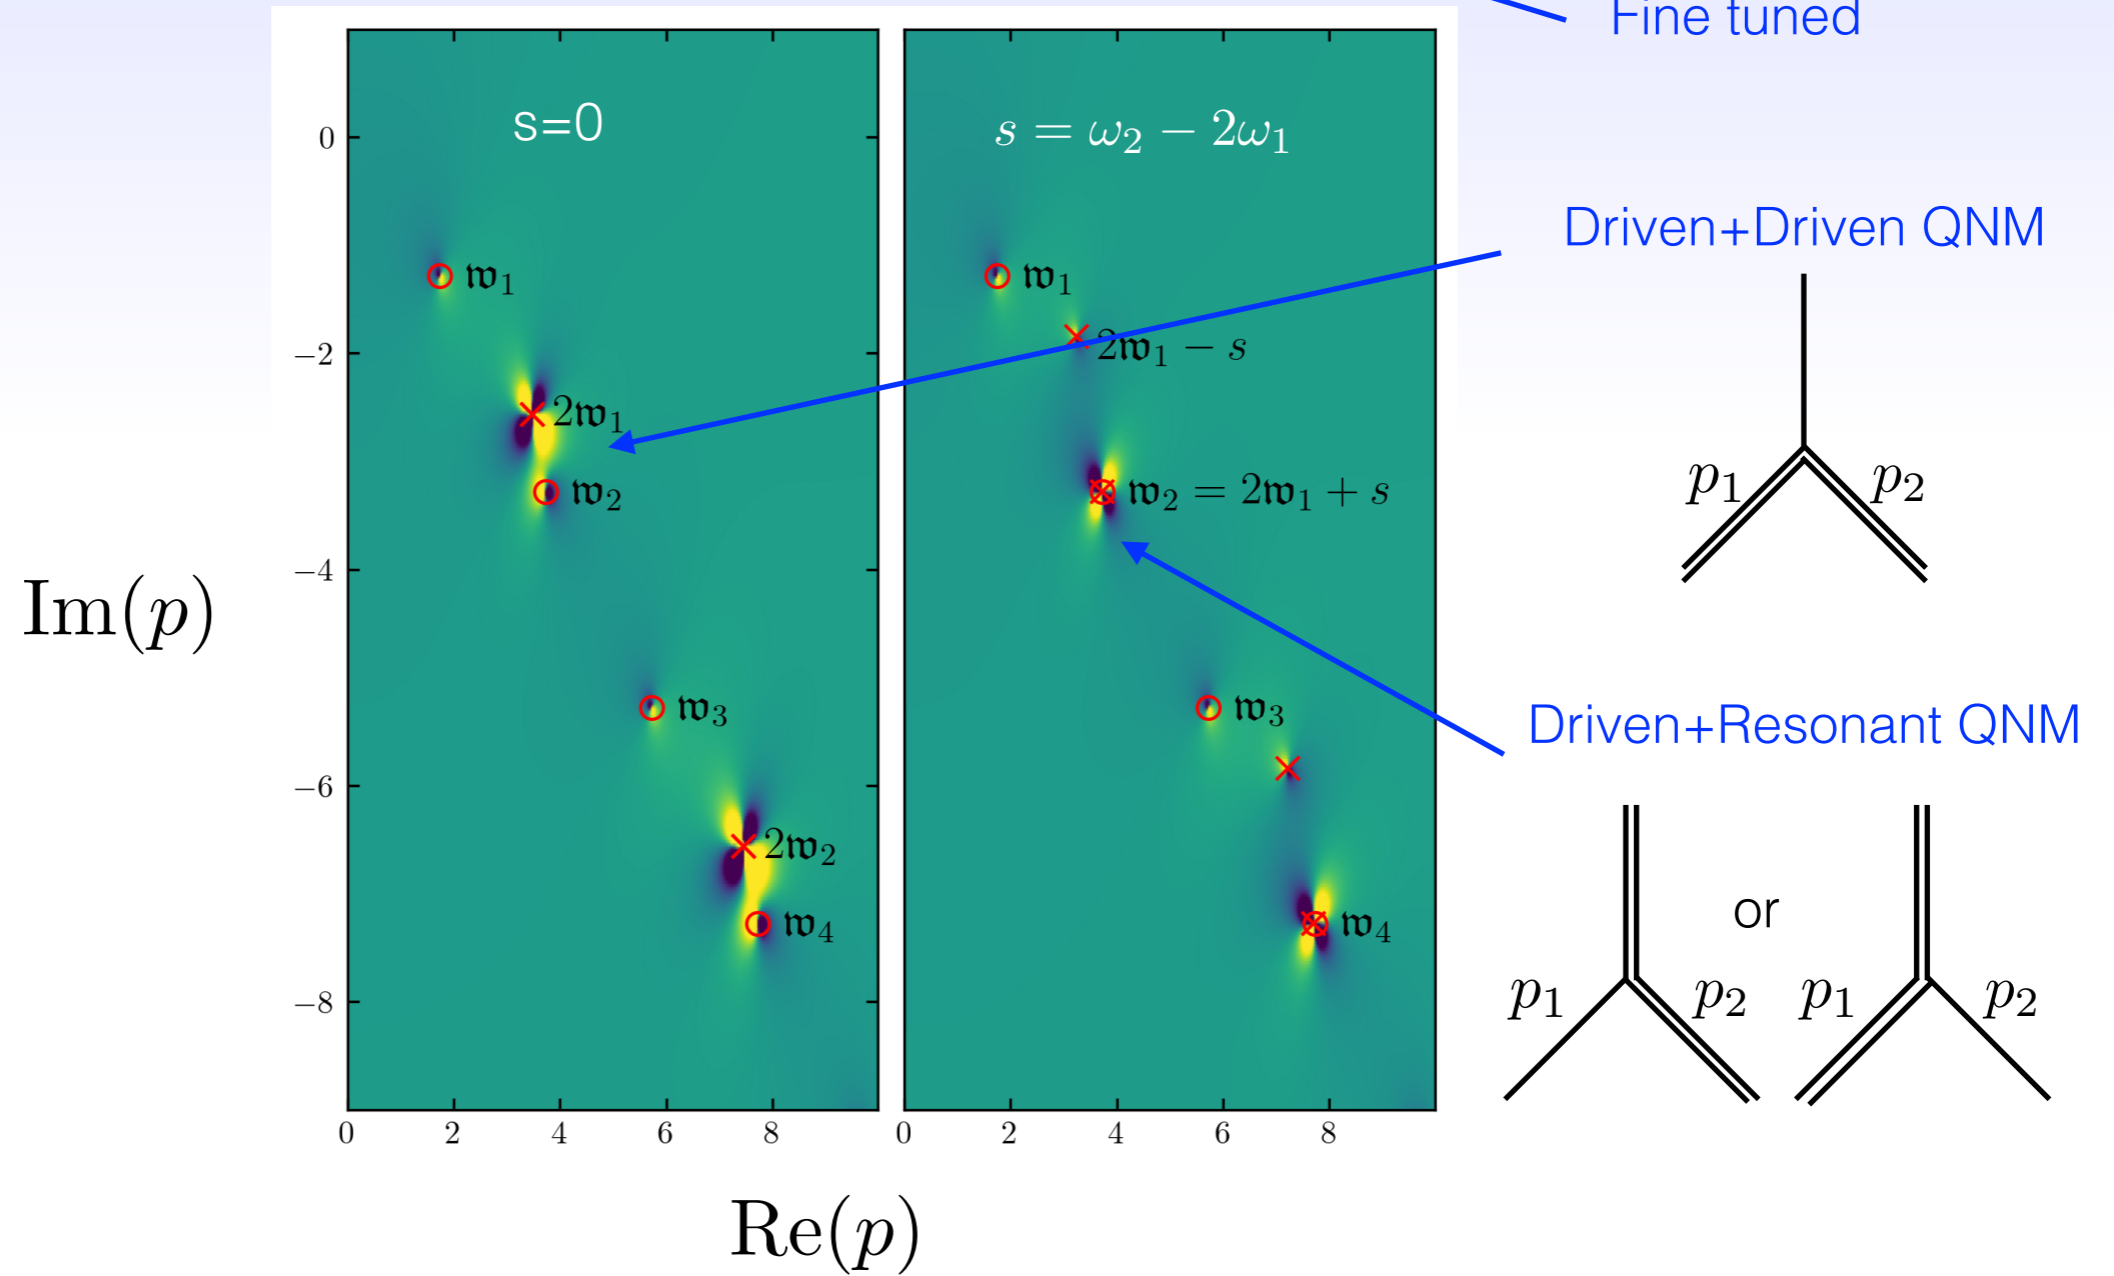 Fine tuned
s=0
s = ω₂ − 2ω₁
0
−2
−4
−6
−8
𝔴₁
2𝔴₁
𝔴₂
𝔴₃
2𝔴₂
𝔴₄
𝔴₁
2𝔴₁ − s
𝔴₂ = 2𝔴₁ + s
𝔴₃
𝔴₄
0 2 4 6 8
0 2 4 6 8
Im(p)
Re(p)
Driven+Driven QNM
p₁ p₂
Driven+Resonant QNM
or
p₁ p₂ p₁ p₂